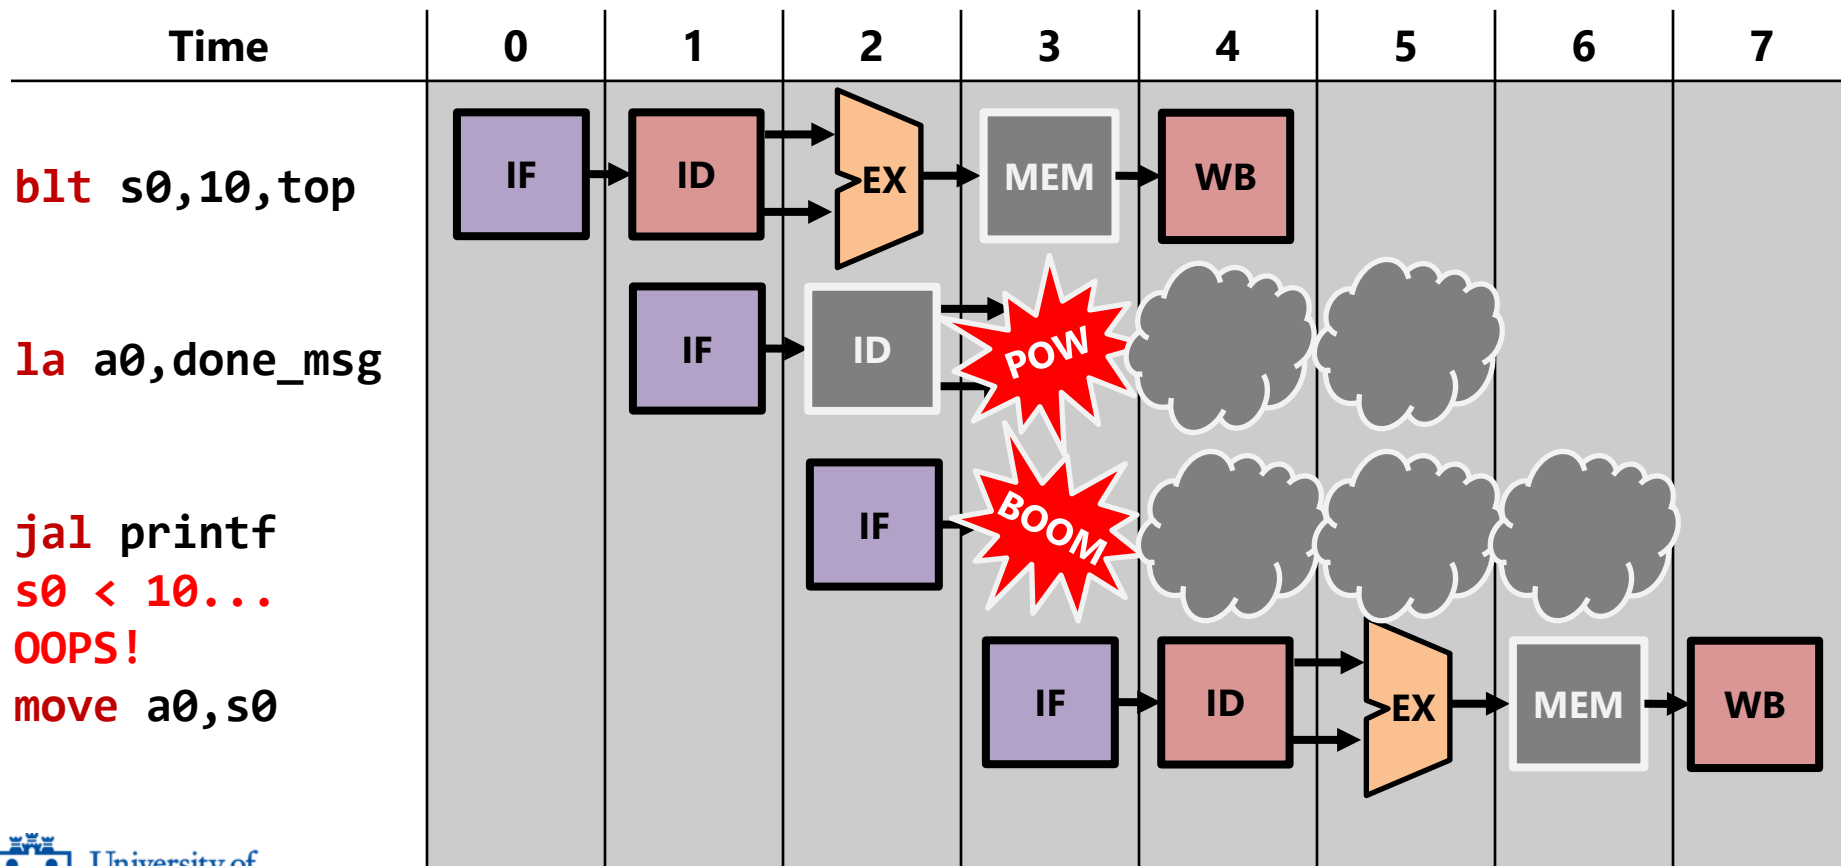 Time 0 1 2 3 4 5 6 7
blt s0,10,top IF ID EX MEM WB
la a0,done_msg IF ID POW
jal printf IF BOOM
s0 < 10...
OOPS!
move a0,s0 IF ID EX MEM WB
University of